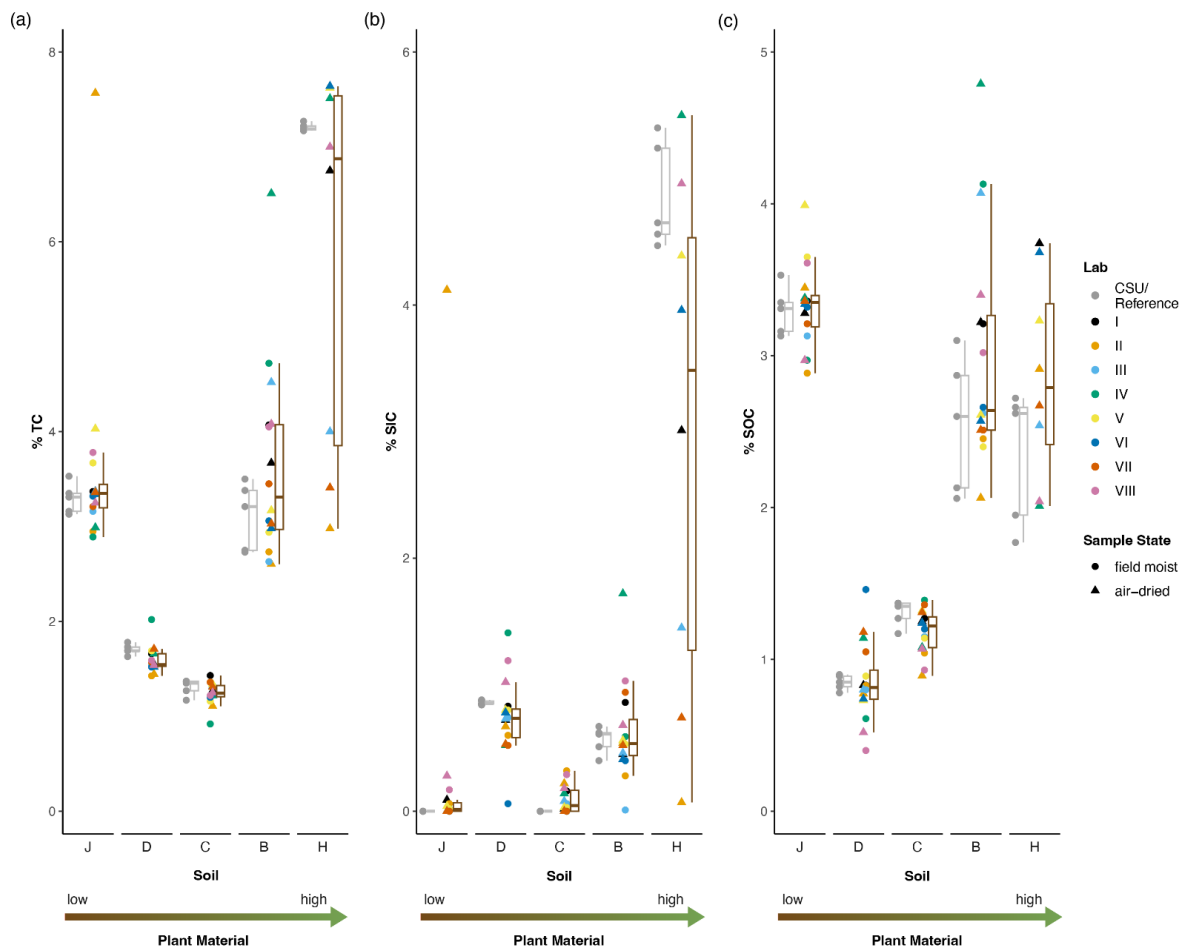 (a)
(b)
(c)
% TC
8
6
4
2
0
J D C B H
Soil
low high
Plant Material
% SIC
6
4
2
0
J D C B H
Soil
low high
Plant Material
% SOC
5
4
3
2
1
0
J D C B H
Soil
low high
Plant Material
Lab
CSU/
Reference
I
II
III
IV
V
VI
VII
VIII
Sample State
field moist
air−dried